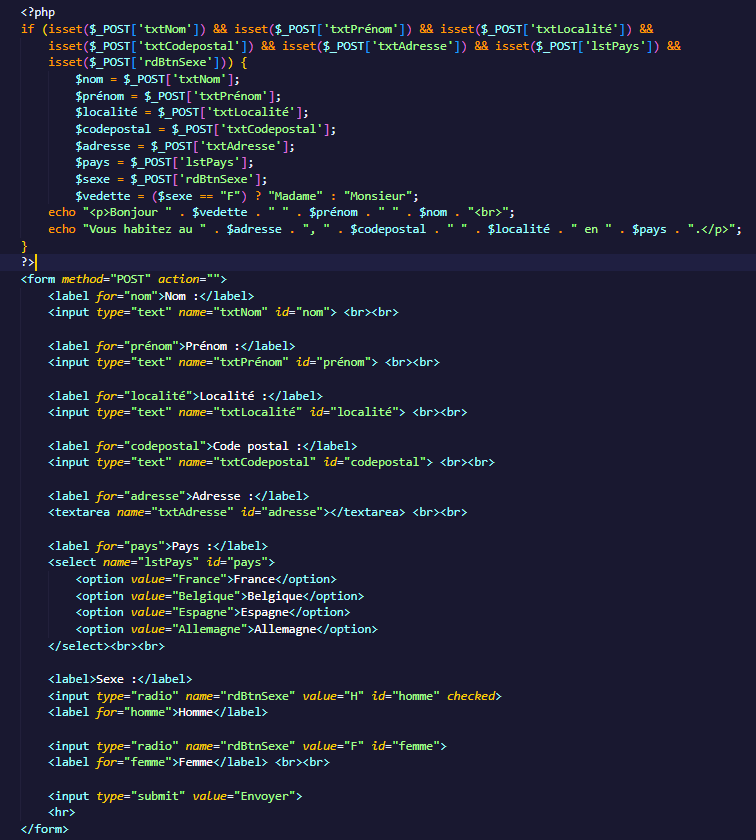 <?php
if (isset($_POST['txtNom']) && isset($_POST['txtPrénom']) && isset($_POST['txtLocalité']) &&
    isset($_POST['txtCodepostal']) && isset($_POST['txtAdresse']) && isset($_POST['lstPays']) &&
    isset($_POST['rdBtnSexe'])) {
        $nom = $_POST['txtNom'];
        $prénom = $_POST['txtPrénom'];
        $localité = $_POST['txtLocalité'];
        $codepostal = $_POST['txtCodepostal'];
        $adresse = $_POST['txtAdresse'];
        $pays = $_POST['lstPays'];
        $sexe = $_POST['rdBtnSexe'];
        $vedette = ($sexe == "F") ? "Madame" : "Monsieur";
    echo "<p>Bonjour " . $vedette . " " . $prénom . " " . $nom . "<br>";
    echo "Vous habitez au " . $adresse . ", " . $codepostal . " " . $localité . " en " . $pays . ".</p>";
}
?>
<form method="POST" action="">
    <label for="nom">Nom :</label>
    <input type="text" name="txtNom" id="nom"> <br><br>

    <label for="prénom">Prénom :</label>
    <input type="text" name="txtPrénom" id="prénom"> <br><br>

    <label for="localité">Localité :</label>
    <input type="text" name="txtLocalité" id="localité"> <br><br>

    <label for="codepostal">Code postal :</label>
    <input type="text" name="txtCodepostal" id="codepostal"> <br><br>

    <label for="adresse">Adresse :</label>
    <textarea name="txtAdresse" id="adresse"></textarea> <br><br>

    <label for="pays">Pays :</label>
    <select name="lstPays" id="pays">
        <option value="France">France</option>
        <option value="Belgique">Belgique</option>
        <option value="Espagne">Espagne</option>
        <option value="Allemagne">Allemagne</option>
    </select><br><br>

    <label>Sexe :</label>
    <input type="radio" name="rdBtnSexe" value="H" id="homme" checked>
    <label for="homme">Homme</label>

    <input type="radio" name="rdBtnSexe" value="F" id="femme">
    <label for="femme">Femme</label> <br><br>

    <input type="submit" value="Envoyer">
    <hr>
</form>